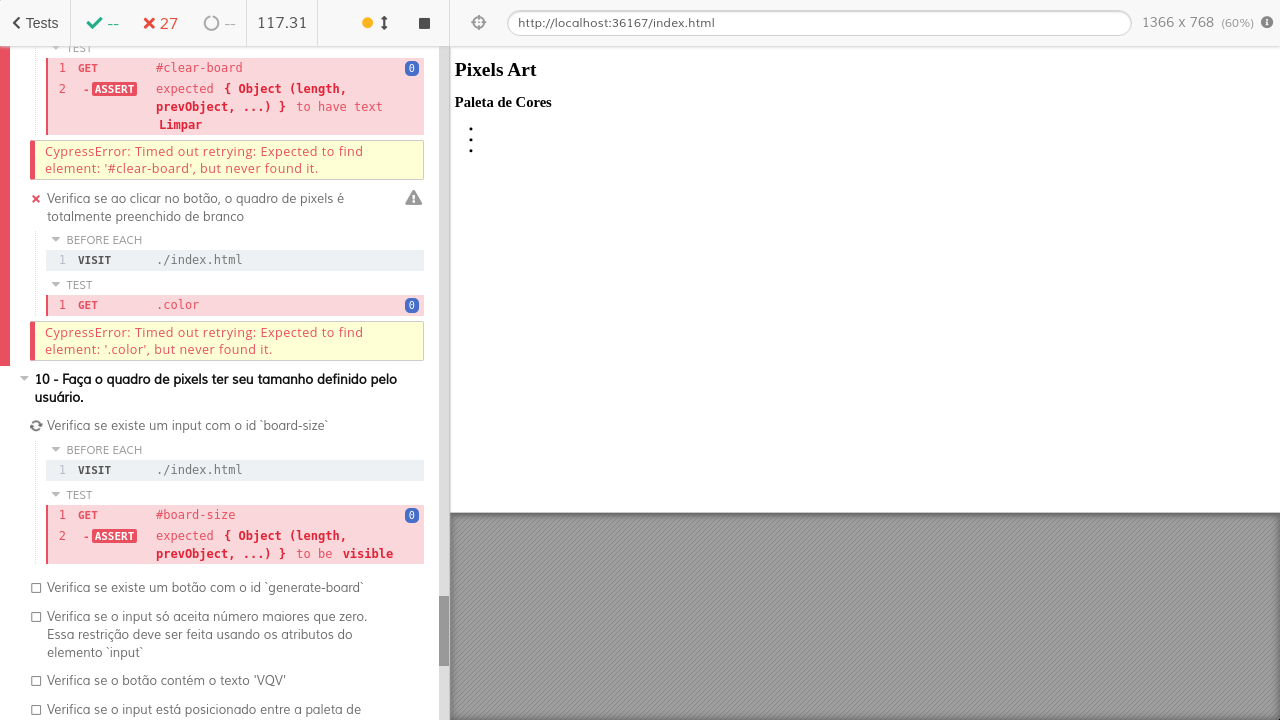 Tests
--
27
--
117.31
http://localhost:36167/index.html
1366 x 768 (60%)
TEST
1 GET #clear-board 0
2 -ASSERT expected { Object (length,
prevObject, ...) } to have text
Limpar
CypressError: Timed out retrying: Expected to find
element: '#clear-board', but never found it.
Verifica se ao clicar no botão, o quadro de pixels é
totalmente preenchido de branco
BEFORE EACH
1 VISIT ./index.html
TEST
1 GET .color 0
CypressError: Timed out retrying: Expected to find
element: '.color', but never found it.
10 - Faça o quadro de pixels ter seu tamanho definido pelo
usuário.
Verifica se existe um input com o id `board-size`
BEFORE EACH
1 VISIT ./index.html
TEST
1 GET #board-size 0
2 -ASSERT expected { Object (length,
prevObject, ...) } to be visible
Verifica se existe um botão com o id `generate-board`
Verifica se o input só aceita número maiores que zero.
Essa restrição deve ser feita usando os atributos do
elemento `input`
Verifica se o botão contém o texto 'VQV'
Verifica se o input está posicionado entre a paleta de
Pixels Art
Paleta de Cores